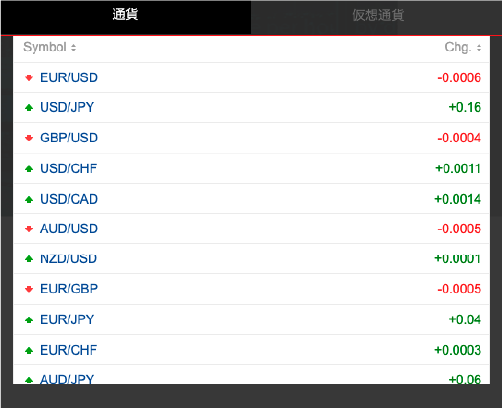 通貨
仮想通貨
Symbol Chg.
EUR/USD -0.0006
USD/JPY +0.16
GBP/USD -0.0004
USD/CHF +0.0011
USD/CAD +0.0014
AUD/USD -0.0005
NZD/USD +0.0001
EUR/GBP -0.0005
EUR/JPY +0.04
EUR/CHF +0.0003
AUD/JPY +0.06